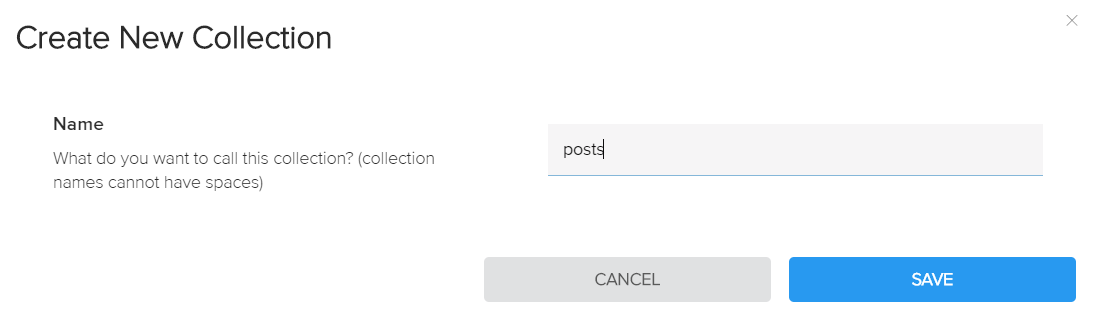 Create New Collection
Name
What do you want to call this collection? (collection
names cannot have spaces)
posts
CANCEL
SAVE